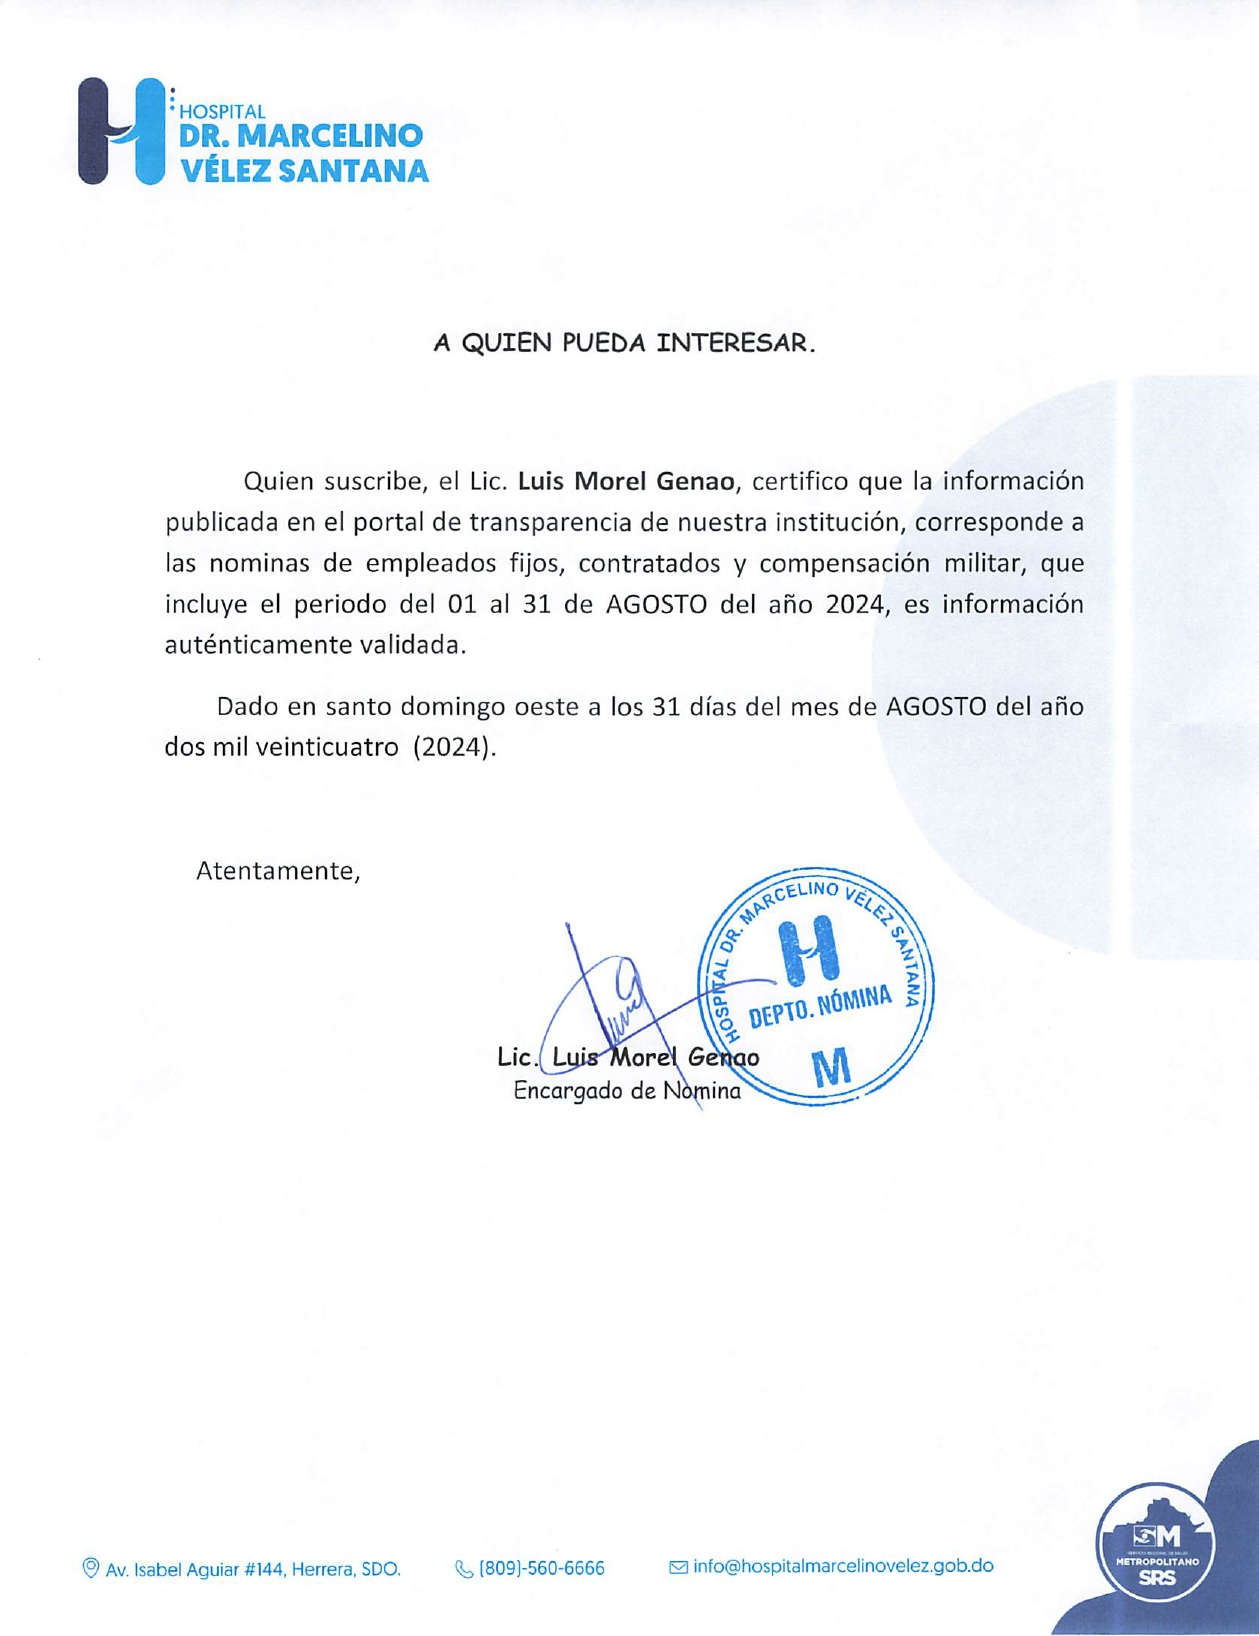 HOSPITAL
DR. MARCELINO
VÉLEZ SANTANA
A QUIEN PUEDA INTERESAR.
Quien suscribe, el Lic. Luis Morel Genao, certifico que la información
publicada en el portal de transparencia de nuestra institución, corresponde a
las nominas de empleados fijos, contratados y compensación militar, que
incluye el periodo del 01 al 31 de AGOSTO del año 2024, es información
auténticamente validada.
Dado en santo domingo oeste a los 31 días del mes de AGOSTO del año
dos mil veinticuatro (2024).
Atentamente,
HOSPITAL DR. MARCELINO VÉLEZ SANTANA
DEPTO. NÓMINA
M
Lic. Luis Morel Genao
Encargado de Nomina
Av. Isabel Aguiar #144, Herrera, SDO.
(809)-560-6666
info@hospitalmarcelinovelez.gob.do
M
METROPOLITANO
SRS